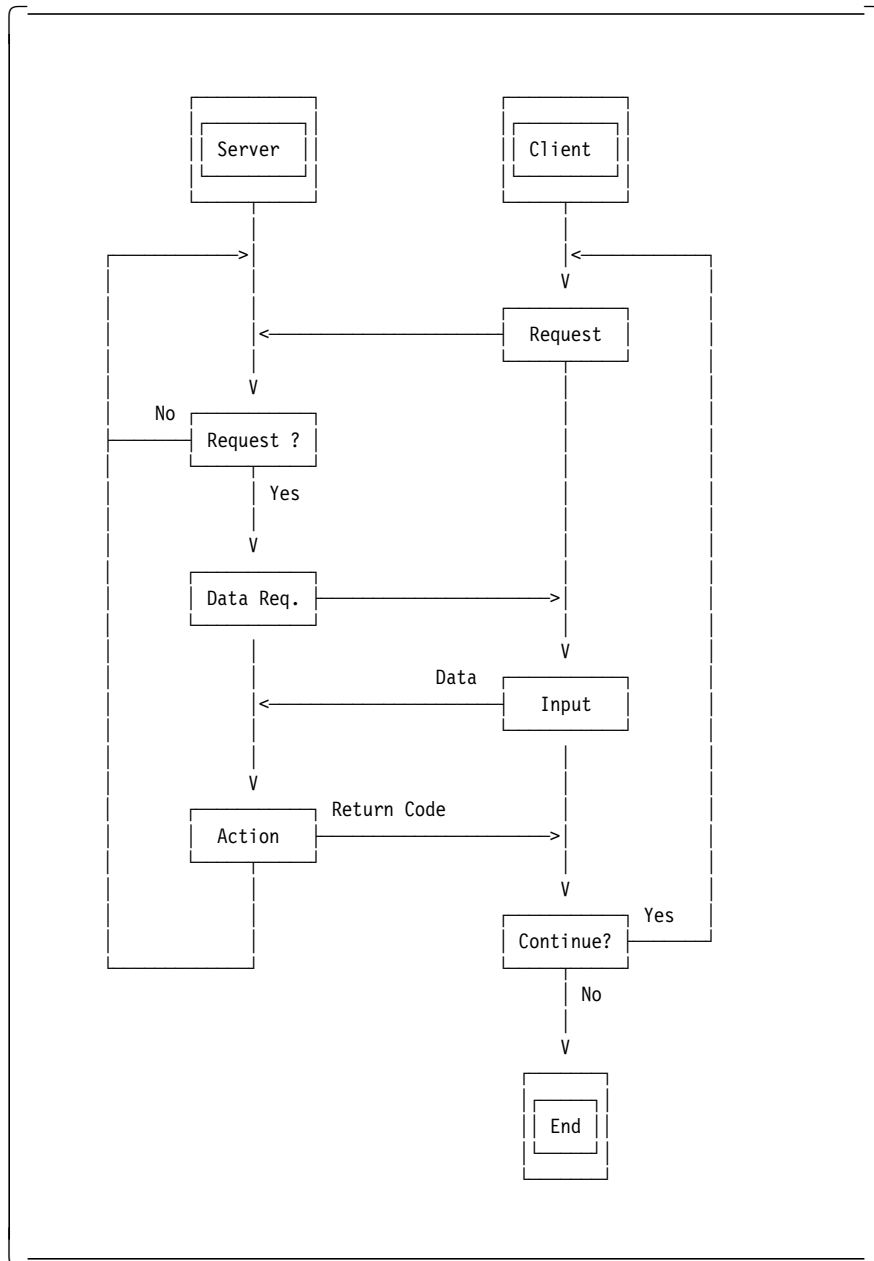 Server
Client
Request
No
Request ?
Yes
Data Req.
Data
Input
Return Code
Action
Yes
Continue?
No
End